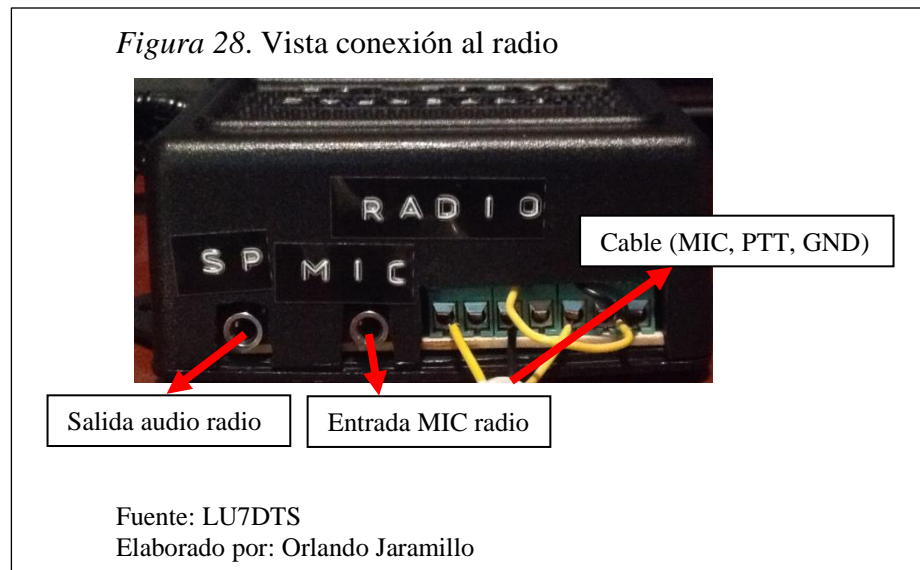 Figura 28. Vista conexión al radio
RADIO
Cable (MIC, PTT, GND)
SP
MIC
Salida audio radio
Entrada MIC radio
Fuente: LU7DTS
Elaborado por: Orlando Jaramillo